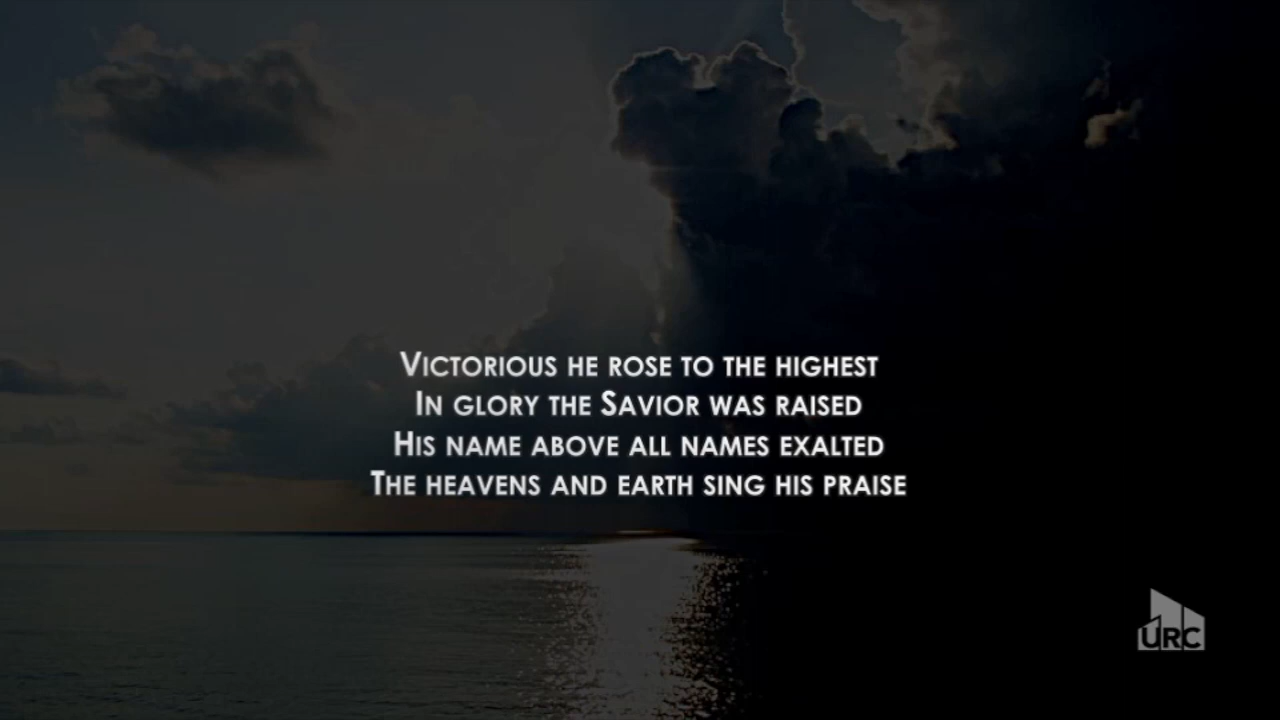 Victorious he rose to the highest
In glory the Savior was raised
His name above all names exalted
The heavens and earth sing his praise
URC